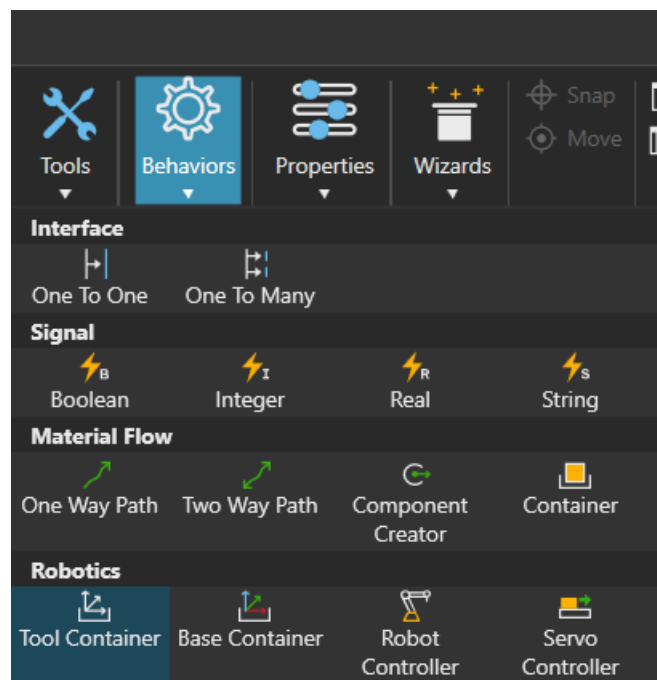 Tools
Behaviors
Properties
Wizards
Snap
Move
Interface
One To One
One To Many
Signal
B
Boolean
I
Integer
R
Real
S
String
Material Flow
One Way Path
Two Way Path
Component
Creator
Container
Robotics
Tool Container
Base Container
Robot
Controller
Servo
Controller